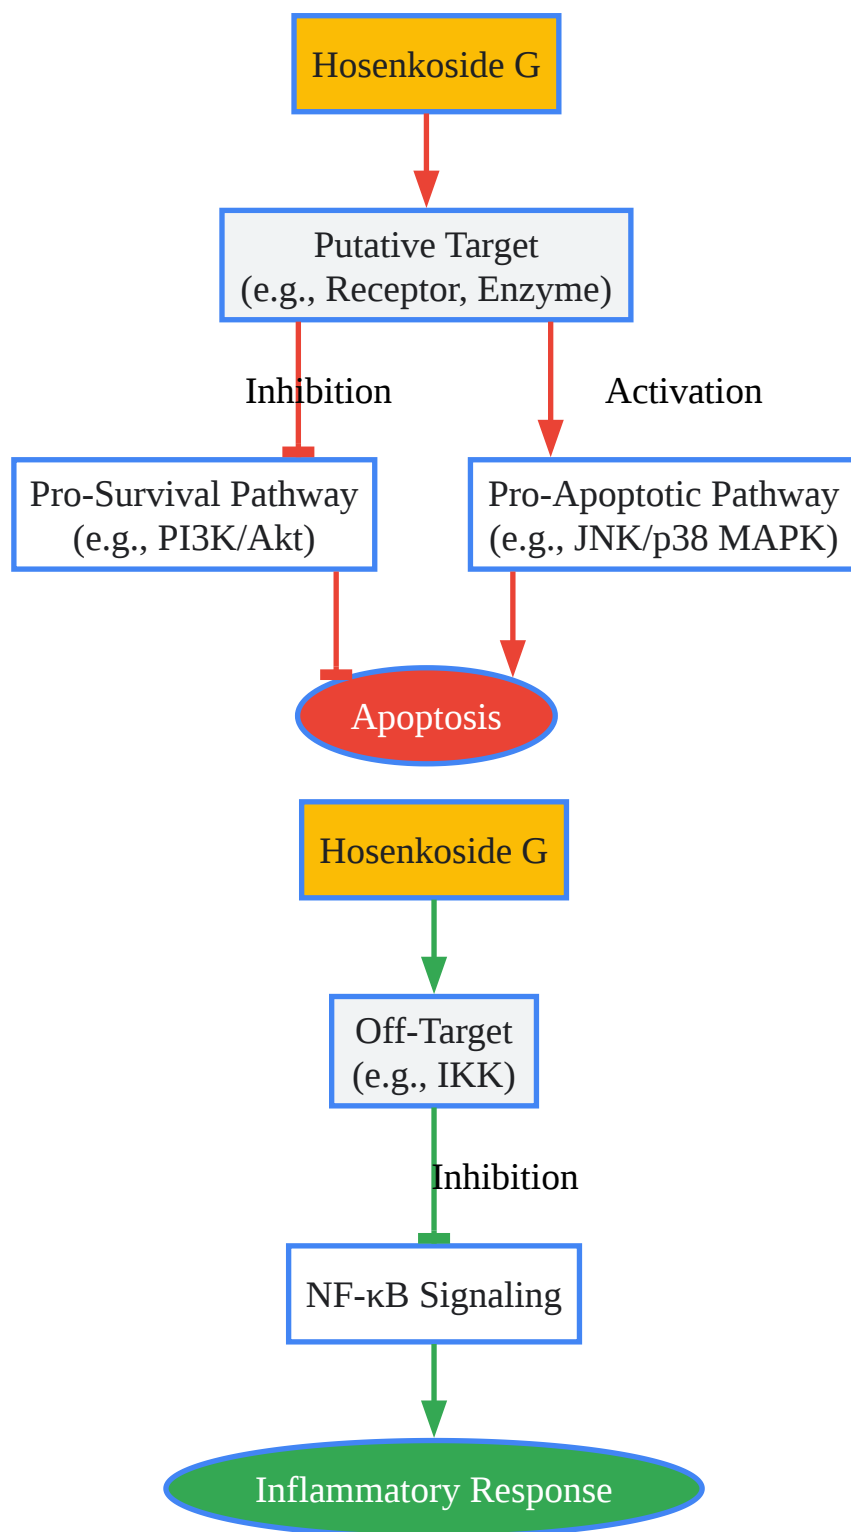 Hosenkoside G
Putative Target
(e.g., Receptor, Enzyme)
Inhibition
Activation
Pro-Survival Pathway
(e.g., PI3K/Akt)
Pro-Apoptotic Pathway
(e.g., JNK/p38 MAPK)
Apoptosis
Hosenkoside G
Off-Target
(e.g., IKK)
Inhibition
NF-κB Signaling
Inflammatory Response